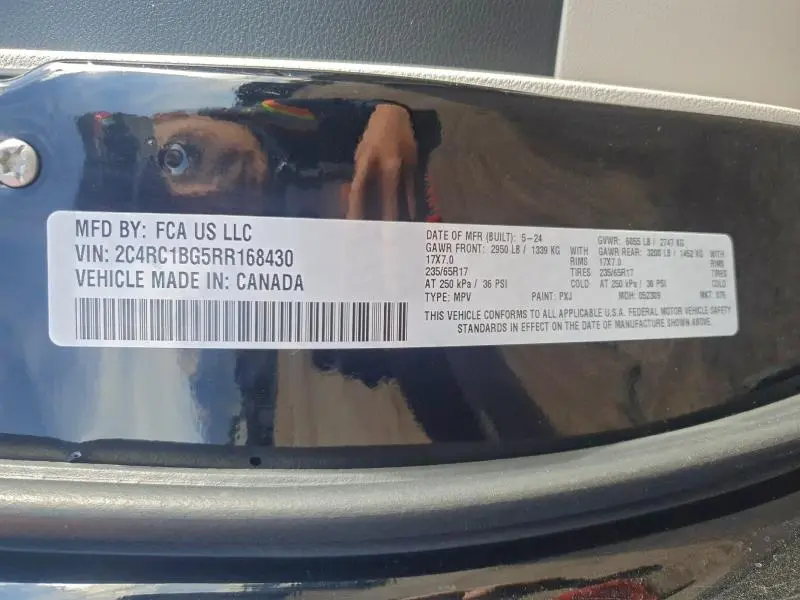 MFD BY: FCA US LLC
VIN: 2C4RC1BG5RR168430
VEHICLE MADE IN: CANADA
DATE OF MFR (BUILT): 5-24 GVWR: 6055 LB / 2747 KG
GAWR FRONT: 2950 LB / 1339 KG WITH GAWR REAR: 3200 LB / 1452 KG WITH
17X7.0 RIMS 17X7.0 RIMS
235/65R17 TIRES 235/65R17 TIRES
AT 250 kPa / 36 PSI COLD AT 250 kPa / 36 PSI COLD
TYPE: MPV PAINT: PXJ MDH: 052309 MKT:
THIS VEHICLE CONFORMS TO ALL APPLICABLE U.S.A. FEDERAL MOTOR VEHICLE SAFETY
STANDARDS IN EFFECT ON THE DATE OF MANUFACTURE SHOWN ABOVE.